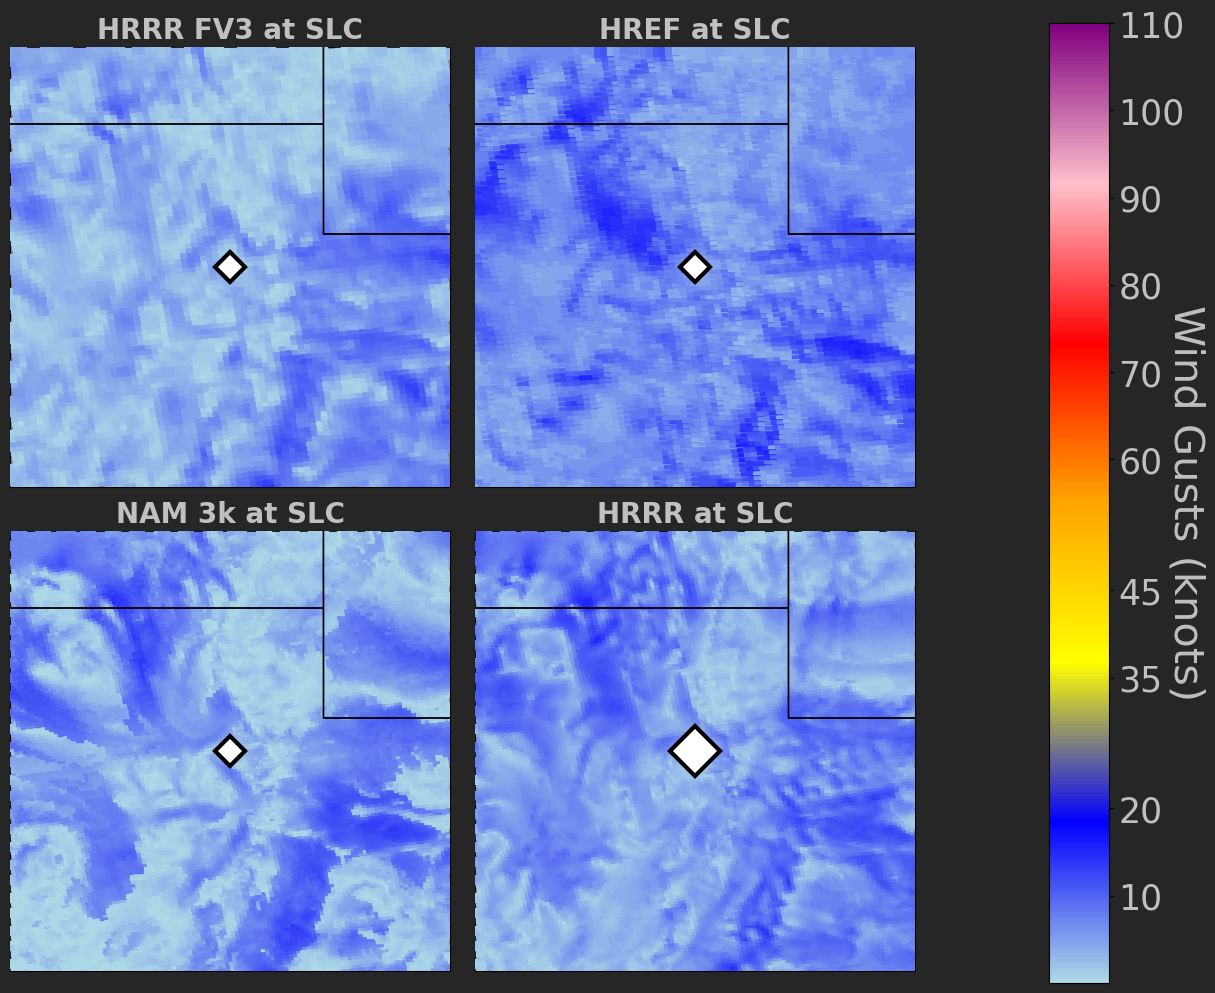 HRRR FV3 at SLC
HREF at SLC
NAM 3k at SLC
HRRR at SLC
110
100
90
80
70
60
45
35
20
10
Wind Gusts (knots)